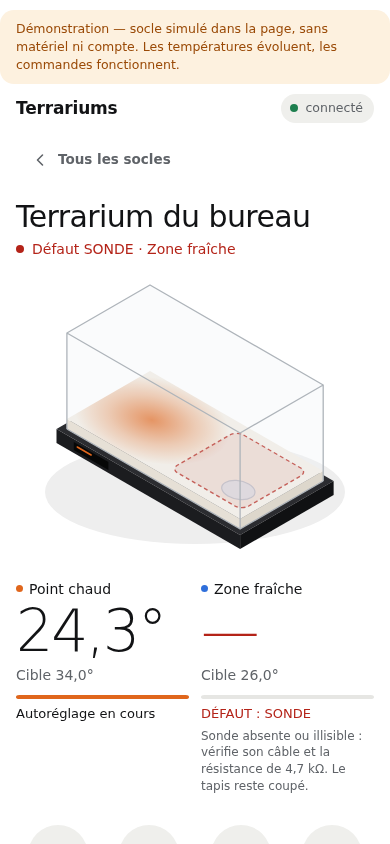 Démonstration — socle simulé dans la page, sans
matériel ni compte. Les températures évoluent, les
commandes fonctionnent.
Terrariums
connecté
Tous les socles
Terrarium du bureau
Défaut SONDE · Zone fraîche
Point chaud
24,3°
Cible 34,0°
Autoréglage en cours
Zone fraîche
—
Cible 26,0°
DÉFAUT : SONDE
Sonde absente ou illisible :
vérifie son câble et la
résistance de 4,7 kΩ. Le
tapis reste coupé.